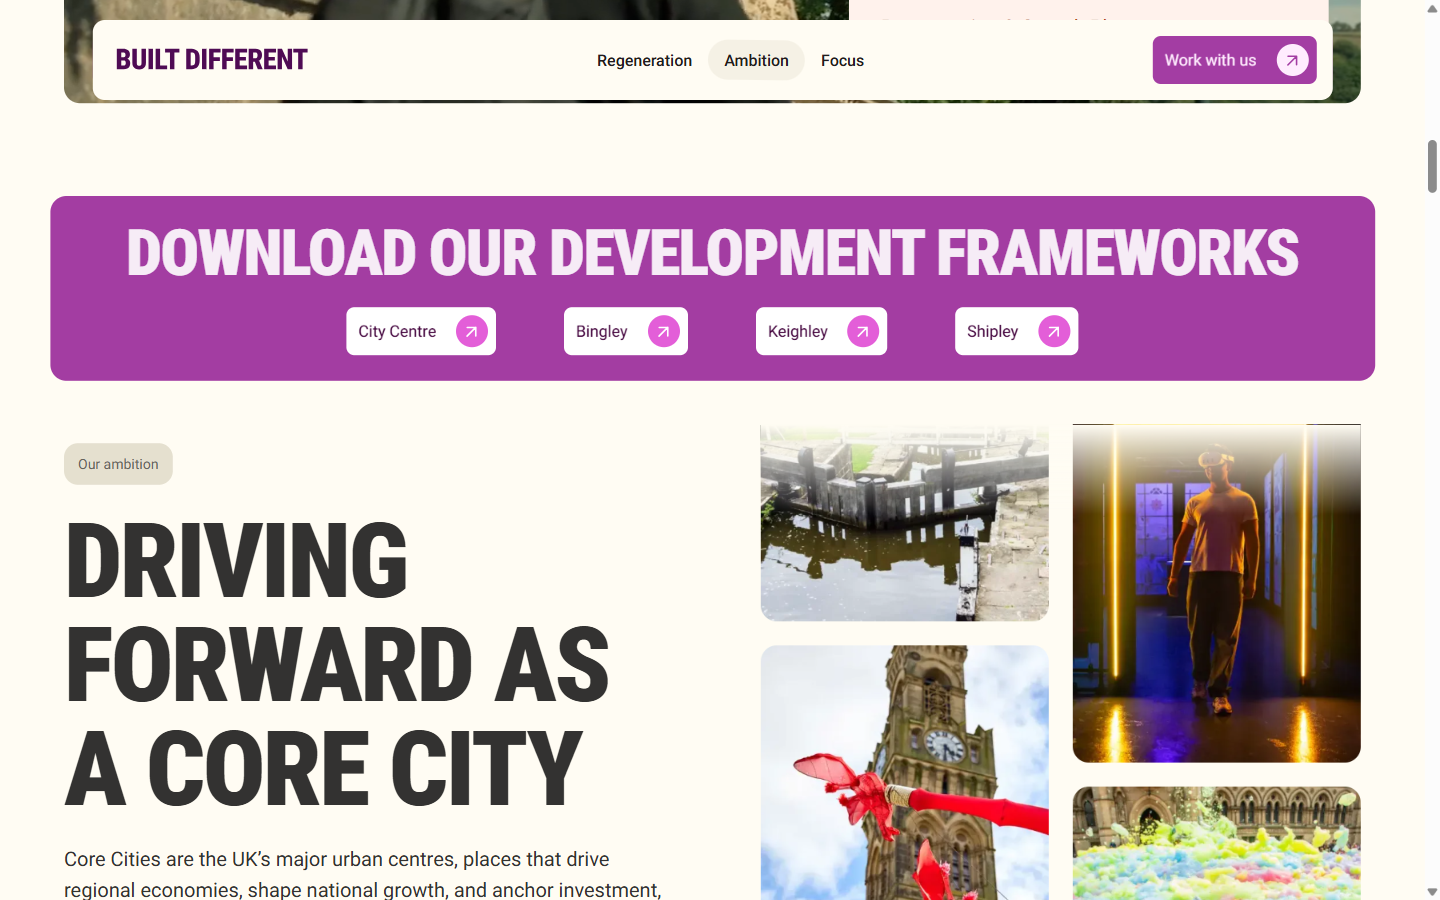 BUILT DIFFERENT
Regeneration
Ambition
Focus
Work with us
DOWNLOAD OUR DEVELOPMENT FRAMEWORKS
City Centre
Bingley
Keighley
Shipley
Our ambition
DRIVING
FORWARD AS
A CORE CITY
Core Cities are the UK’s major urban centres, places that drive
regional economies, shape national growth, and anchor investment,